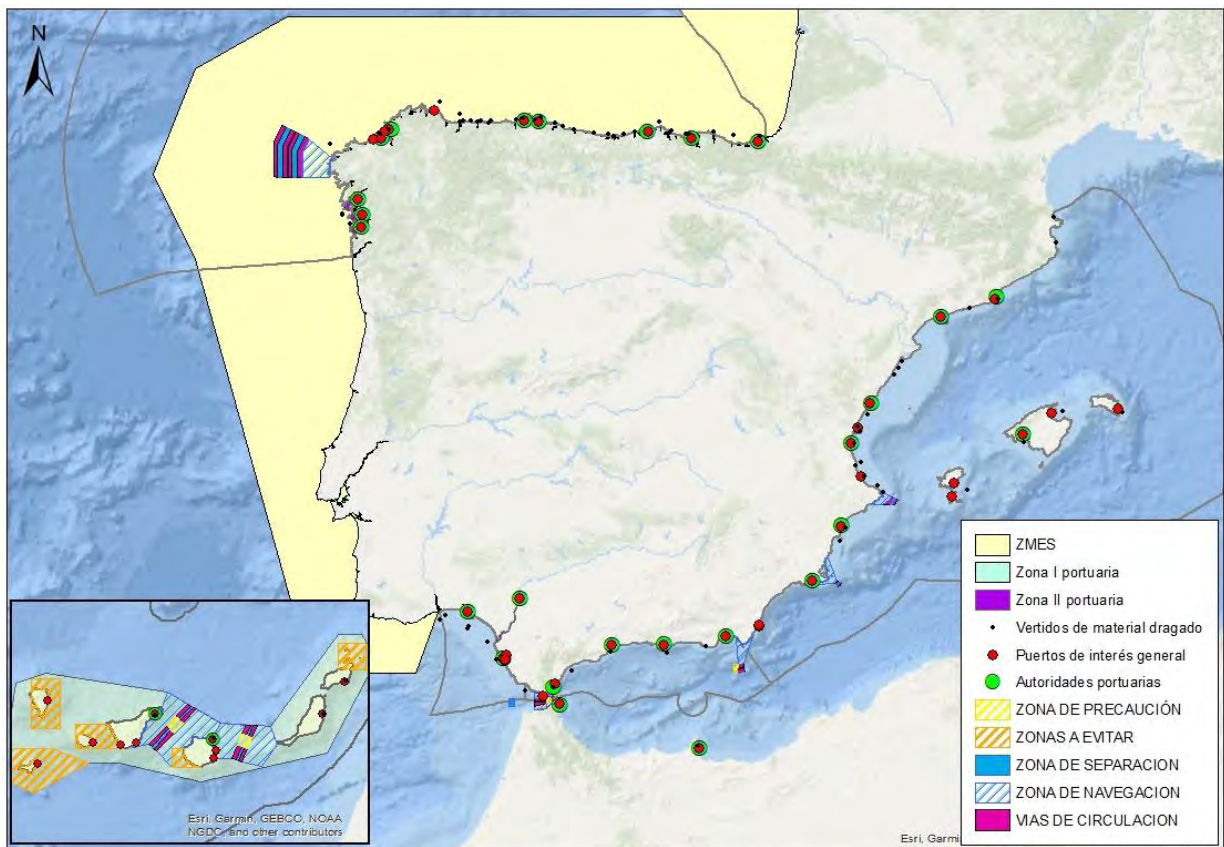 N
ZMES
Zona I portuaria
Zona II portuaria
Vertidos de material dragado
Puertos de interés general
Autoridades portuarias
ZONA DE PRECAUCIÓN
ZONAS A EVITAR
ZONA DE SEPARACION
ZONA DE NAVEGACION
VIAS DE CIRCULACION
Esri, Garmin, GEBCO, NOAA
NGDC, and other contributors
Esri, Garmi